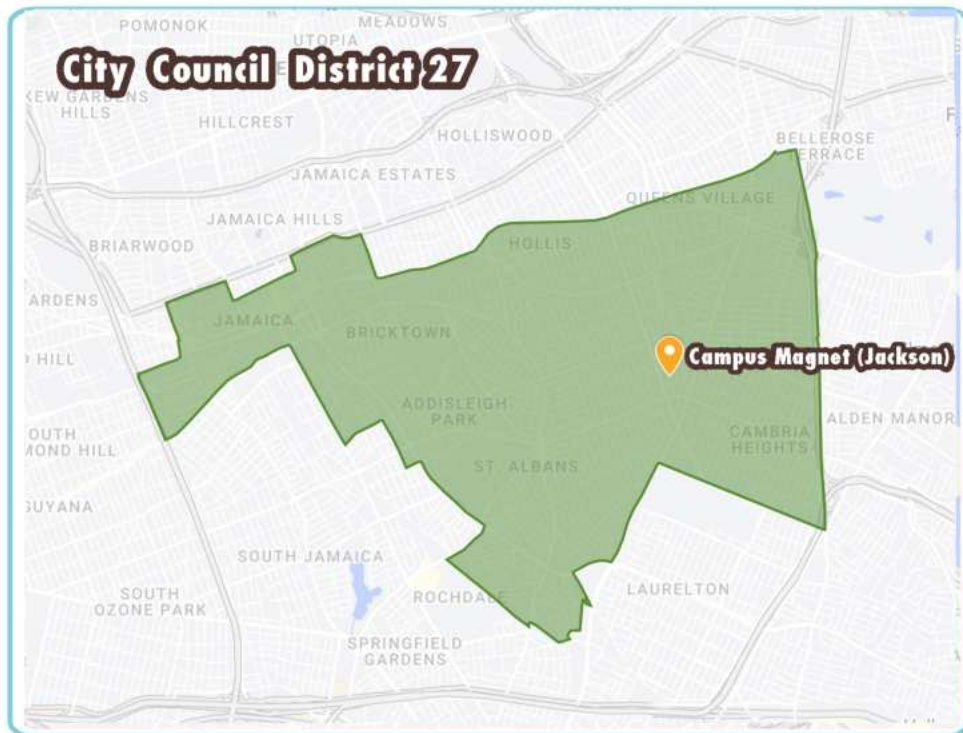 POMONOK
MEADOWS
UTOPIA
City Council District 27
KEW GARDENS
HILLS
HILLCREST
HOLLISWOOD
BELLEROSE
TERRACE
JAMAICA ESTATES
QUEENS VILLAGE
JAMAICA HILLS
BRIARWOOD
HOLLIS
ARDENS
JAMAICA
BRICKTOWN
HILL
Campus Magnet (Jackson)
ADDISLEIGH
PARK
ALDEN MANOR
OUTH
MOND HILL
CAMBRIA
HEIGHTS
ST. ALBANS
GUYANA
SOUTH JAMAICA
SOUTH
OZONE PARK
ROCHDALE
LAURELTON
SPRINGFIELD
GARDENS